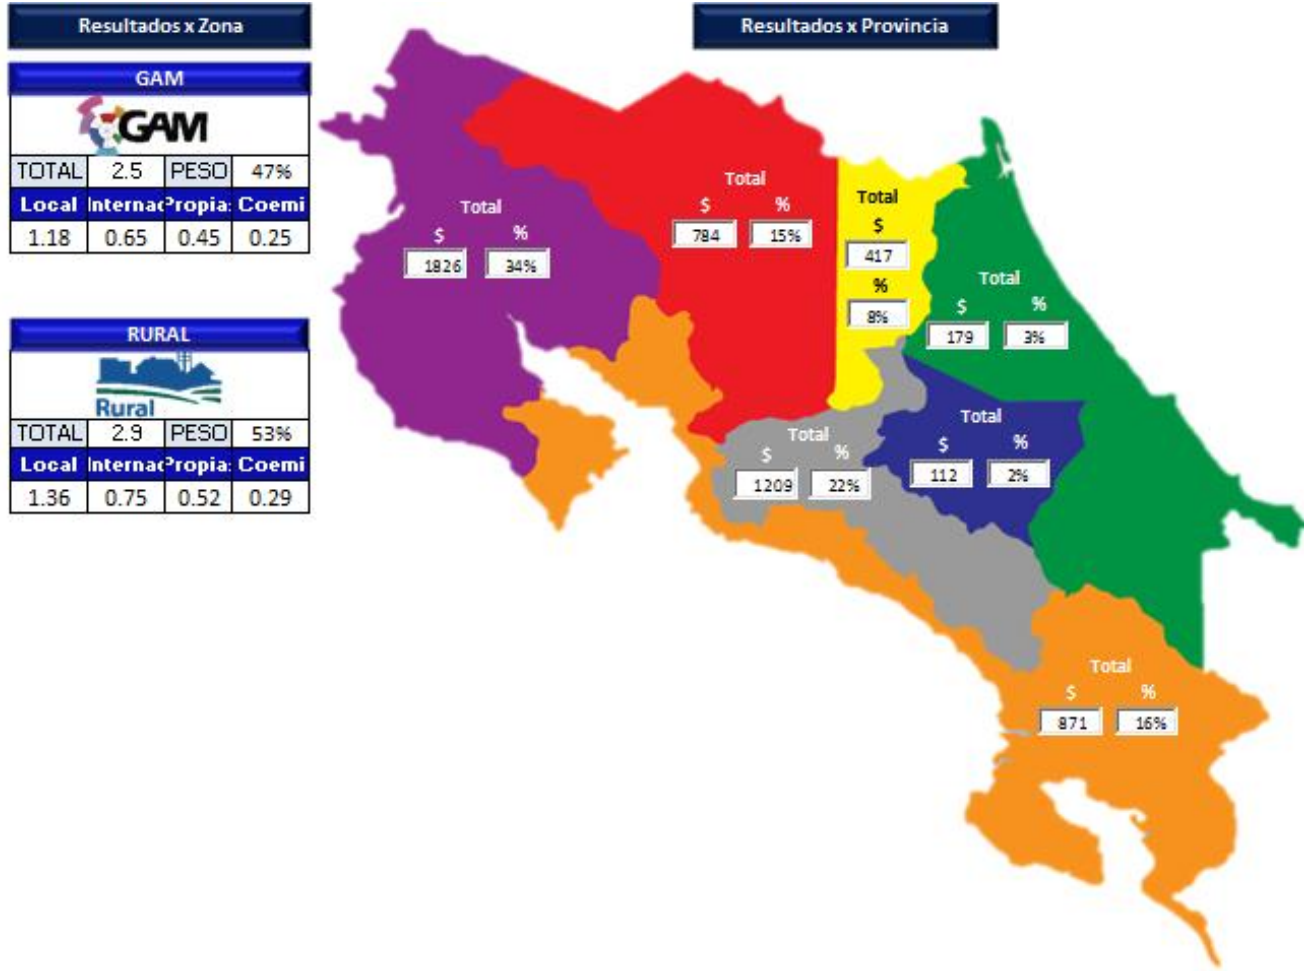 Resultados x Zona
GAM
GAM
TOTAL 2.5 PESO 47%
Local Internac Propia: Coemi
1.18 0.65 0.45 0.25
RURAL
Rural
TOTAL 2.9 PESO 53%
Local Internac Propia: Coemi
1.36 0.75 0.52 0.29
Resultados x Provincia
Total
$ %
1826 34%
Total
$ %
784 15%
Total
$
417
%
8%
Total
$ %
179 3%
Total
$ %
1209 22%
Total
$ %
112 2%
Total
$ %
871 16%